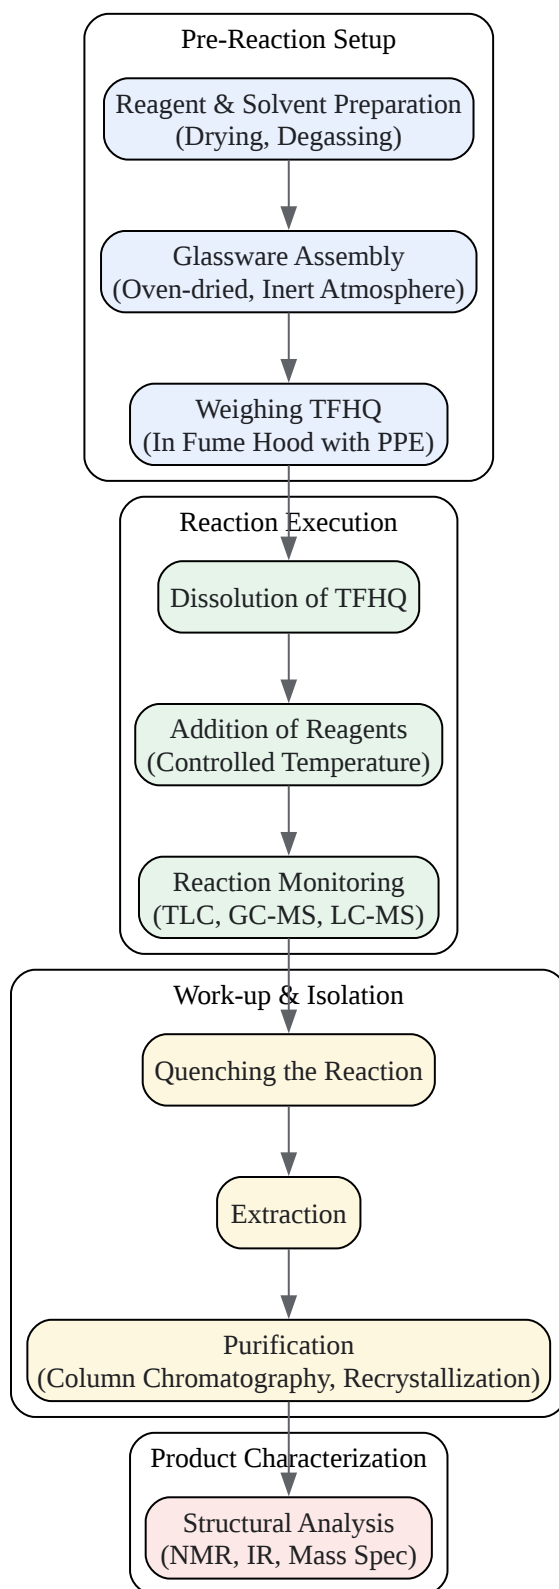 Pre-Reaction Setup
Reagent & Solvent Preparation
(Drying, Degassing)
Glassware Assembly
(Oven-dried, Inert Atmosphere)
Weighing TFHQ
(In Fume Hood with PPE)
Reaction Execution
Dissolution of TFHQ
Addition of Reagents
(Controlled Temperature)
Reaction Monitoring
(TLC, GC-MS, LC-MS)
Work-up & Isolation
Quenching the Reaction
Extraction
Purification
(Column Chromatography, Recrystallization)
Product Characterization
Structural Analysis
(NMR, IR, Mass Spec)